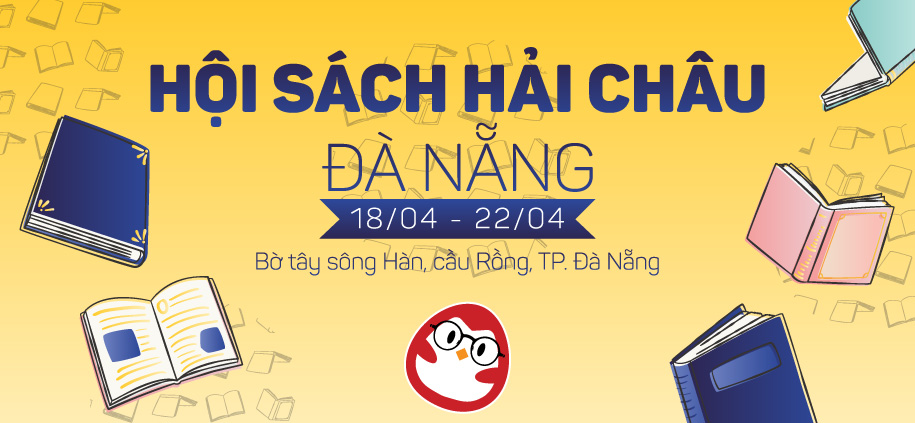 HỘI SÁCH HẢI CHÂU
ĐÀ NẴNG
18/04 - 22/04
Bờ tây sông Hàn, cầu Rồng, TP. Đà Nẵng